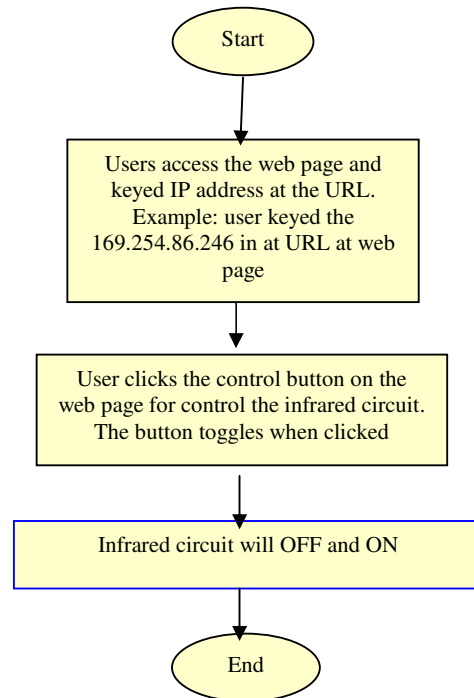 Start
Users access the web page and
keyed IP address at the URL.
Example: user keyed the
169.254.86.246 in at URL at web
page
User clicks the control button on the
web page for control the infrared circuit.
The button toggles when clicked
Infrared circuit will OFF and ON
End